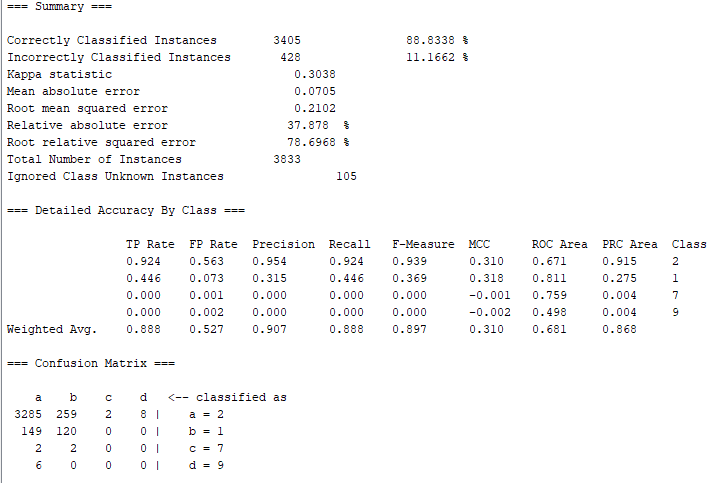 === Summary ===
Correctly Classified Instances 3405 88.8338 %
Incorrectly Classified Instances 428 11.1662 %
Kappa statistic 0.3038
Mean absolute error 0.0705
Root mean squared error 0.2102
Relative absolute error 37.878 %
Root relative squared error 78.6968 %
Total Number of Instances 3833
Ignored Class Unknown Instances 105
=== Detailed Accuracy By Class ===
TP Rate FP Rate Precision Recall F-Measure MCC ROC Area PRC Area Class
0.924 0.563 0.954 0.924 0.939 0.310 0.671 0.915 2
0.446 0.073 0.315 0.446 0.369 0.318 0.811 0.275 1
0.000 0.001 0.000 0.000 0.000 -0.001 0.759 0.004 7
0.000 0.002 0.000 0.000 0.000 -0.002 0.498 0.004 9
Weighted Avg. 0.888 0.527 0.907 0.888 0.897 0.310 0.681 0.868
=== Confusion Matrix ===
a b c d <-- classified as
3285 259 2 8 | a = 2
149 120 0 0 | b = 1
2 2 0 0 | c = 7
6 0 0 0 | d = 9